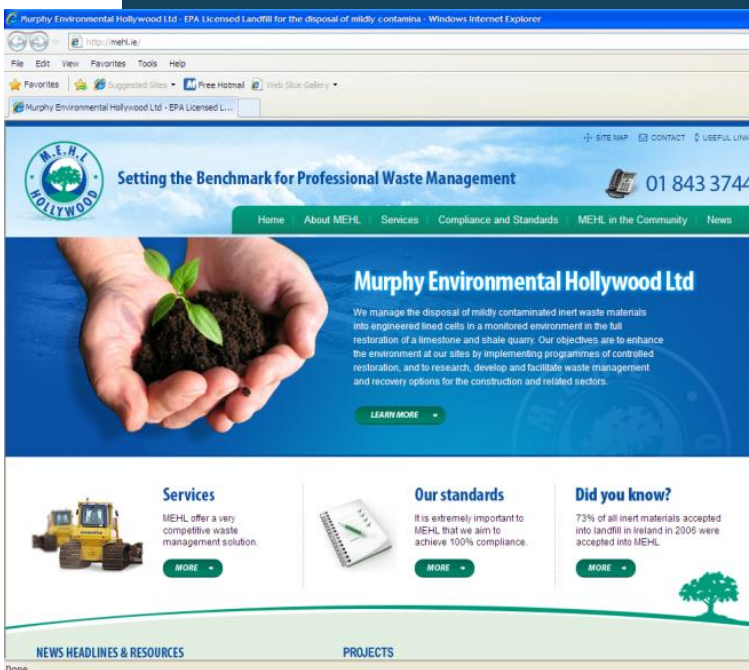 Murphy Environmental Hollywood Ltd - EPA Licensed Landfill for the disposal of mildly contamina - Windows Internet Explorer
http://mehl.ie/
File Edit View Favorites Tools Help
Favorites Suggested Sites Free Hotmail Web Slice Gallery
Murphy Environmental Hollywood Ltd - EPA Licensed L...
SITE MAP CONTACT USEFUL LINK
M.E.H.L
HOLLYWOOD
Setting the Benchmark for Professional Waste Management
01 843 3744
Home About MEHL Services Compliance and Standards MEHL in the Community News
Murphy Environmental Hollywood Ltd
We manage the disposal of mildly contaminated inert waste materials
into engineered lined cells in a monitored environment in the full
restoration of a limestone and shale quarry. Our objectives are to enhance
the environment at our sites by implementing programmes of controlled
restoration, and to research, develop and facilitate waste management
and recovery options for the construction and related sectors.
LEARN MORE
Services
MEHL offer a very
competitive waste
management solution.
MORE
Our standards
It is extremely important to
MEHL that we aim to
achieve 100% compliance.
MORE
Did you know?
73% of all inert materials accepted
into landfill in Ireland in 2006 were
accepted into MEHL
MORE
NEWS HEADLINES & RESOURCES PROJECTS
Done